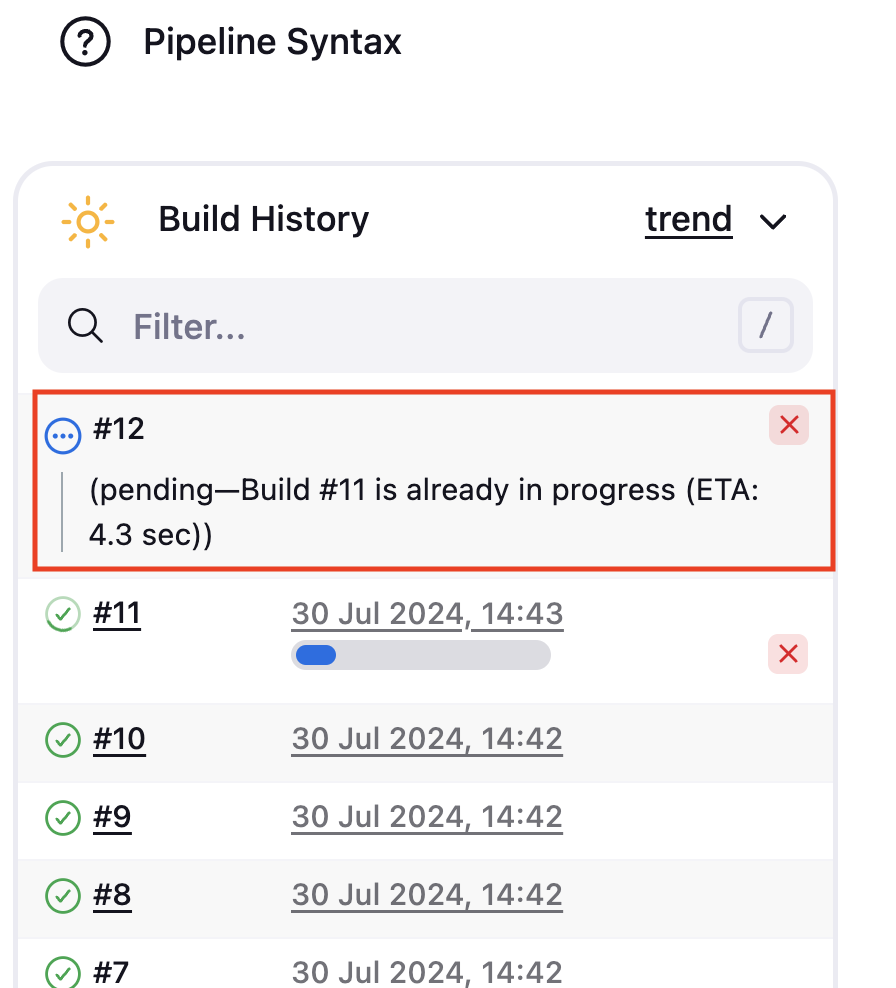 Pipeline Syntax
Build History trend
Filter... /
#12
(pending—Build #11 is already in progress (ETA:
4.3 sec))
#11 30 Jul 2024, 14:43
#10 30 Jul 2024, 14:42
#9 30 Jul 2024, 14:42
#8 30 Jul 2024, 14:42
#7 30 Jul 2024, 14:42